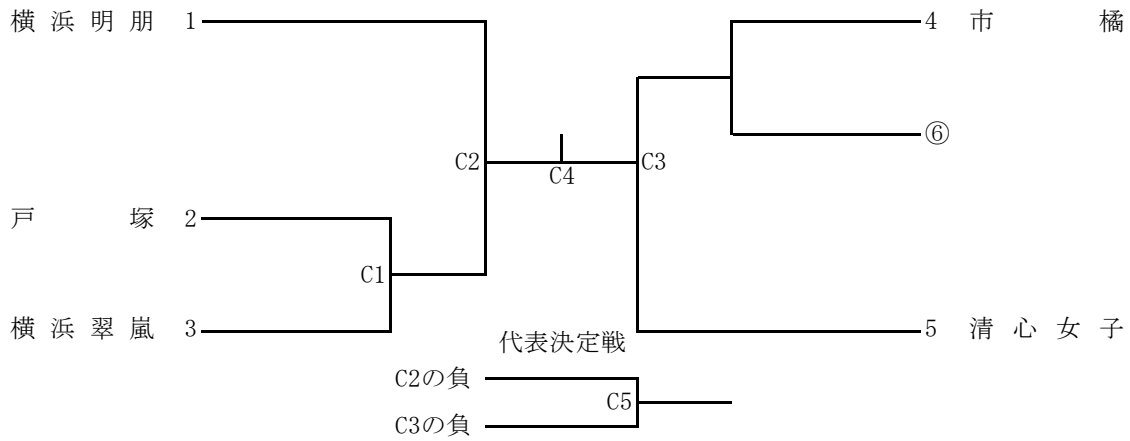 横浜明朋 1
4 市橘
⑥
C2
C3
C4
戸塚 2
C1
横浜翠嵐 3
5 清心女子
代表決定戦
C2の負
C5
C3の負